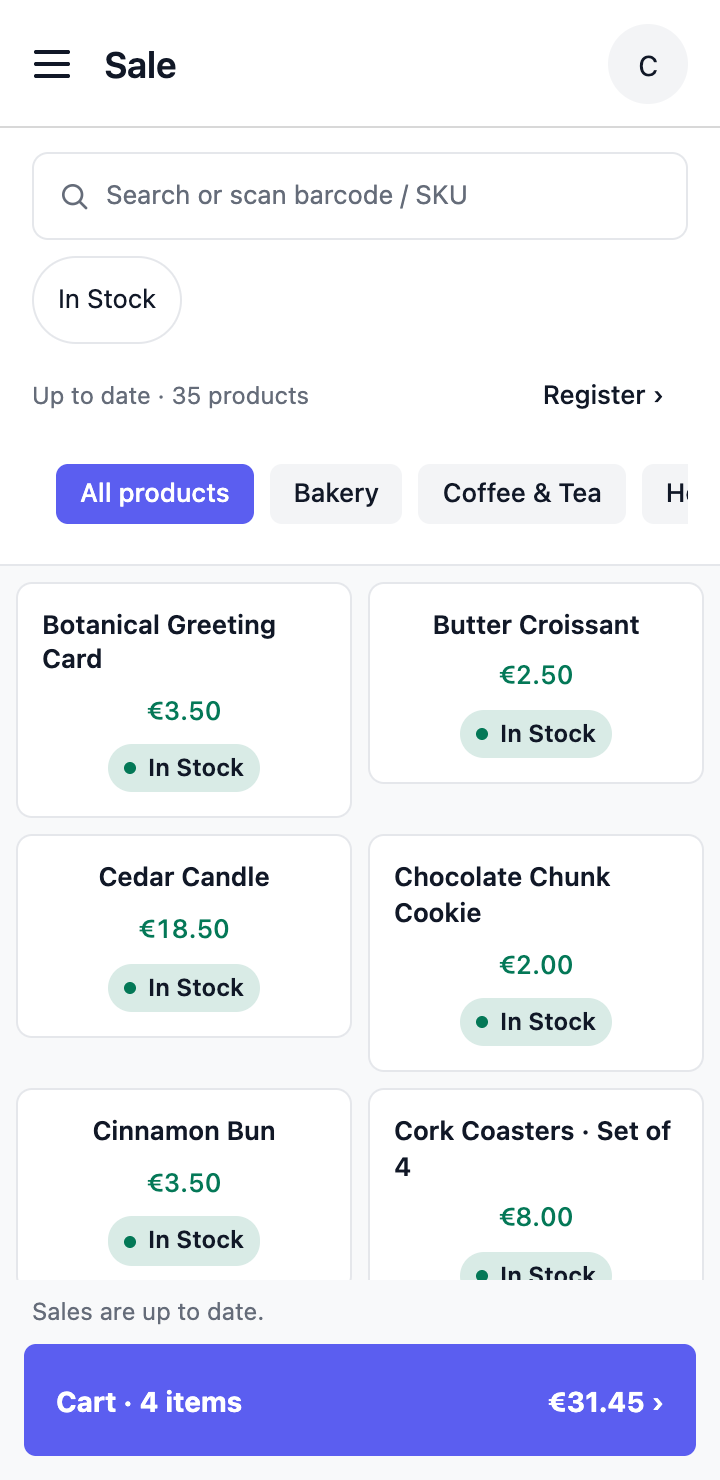 Sale
C
Search or scan barcode / SKU
In Stock
Up to date · 35 products
Register ›
All products
Bakery
Coffee & Tea
Botanical Greeting
Card
€3.50
In Stock
Butter Croissant
€2.50
In Stock
Cedar Candle
€18.50
In Stock
Chocolate Chunk
Cookie
€2.00
In Stock
Cinnamon Bun
€3.50
In Stock
Cork Coasters · Set of
4
€8.00
In Stock
Sales are up to date.
Cart · 4 items
€31.45 ›